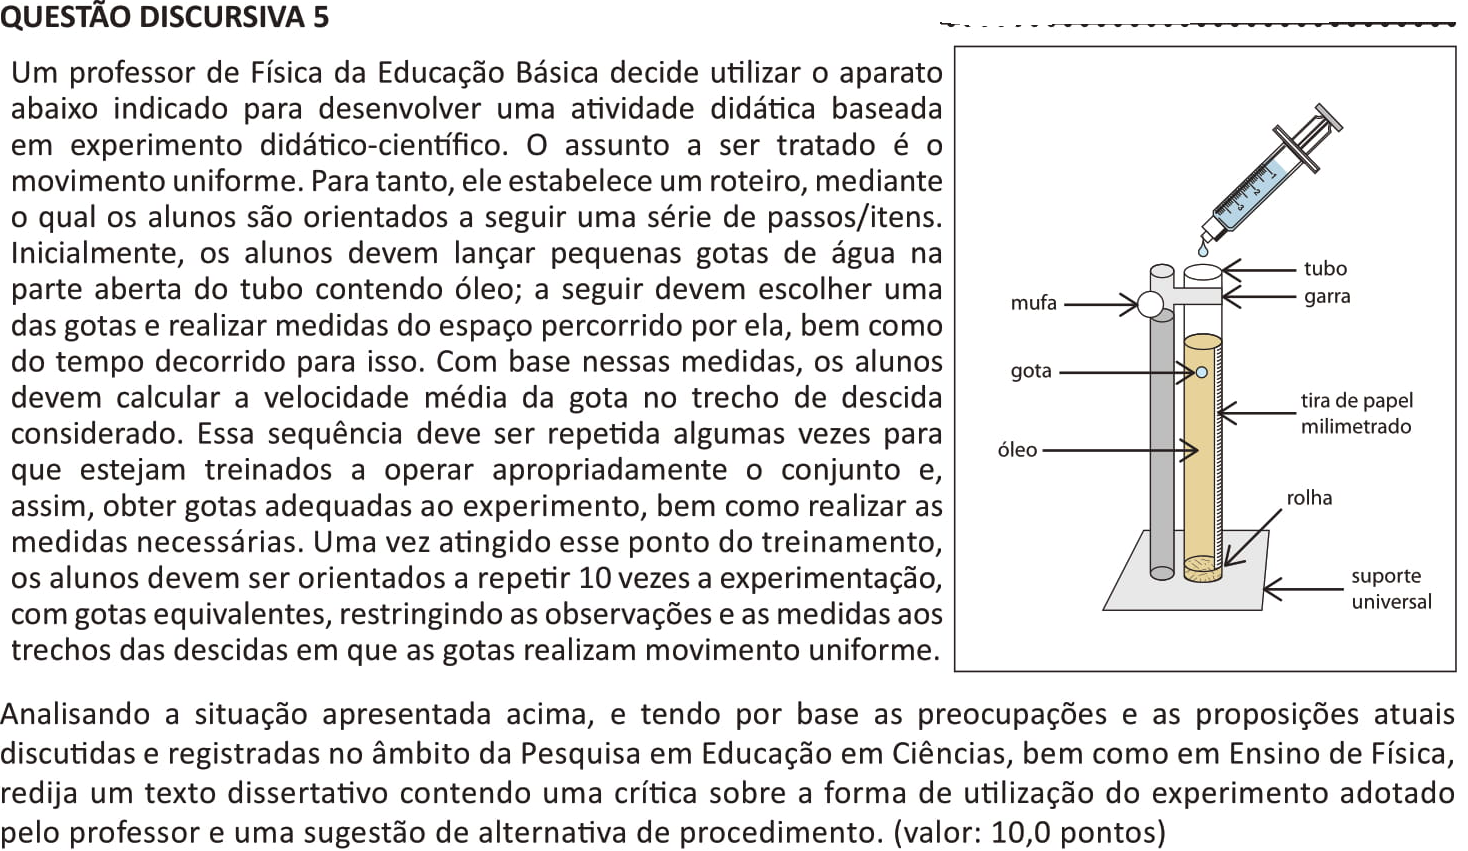 QUESTÃO DISCURSIVA 5
Um professor de Física da Educação Básica decide utilizar o aparato
abaixo indicado para desenvolver uma atividade didática baseada
em experimento didático-científico. O assunto a ser tratado é o
movimento uniforme. Para tanto, ele estabelece um roteiro, mediante
o qual os alunos são orientados a seguir uma série de passos/itens.
Inicialmente, os alunos devem lançar pequenas gotas de água na
parte aberta do tubo contendo óleo; a seguir devem escolher uma
das gotas e realizar medidas do espaço percorrido por ela, bem como
do tempo decorrido para isso. Com base nessas medidas, os alunos
devem calcular a velocidade média da gota no trecho de descida
considerado. Essa sequência deve ser repetida algumas vezes para
que estejam treinados a operar apropriadamente o conjunto e,
assim, obter gotas adequadas ao experimento, bem como realizar as
medidas necessárias. Uma vez atingido esse ponto do treinamento,
os alunos devem ser orientados a repetir 10 vezes a experimentação,
com gotas equivalentes, restringindo as observações e as medidas aos
trechos das descidas em que as gotas realizam movimento uniforme.
1
2
3
tubo
garra
mufa
gota
tira de papel
milimetrado
óleo
rolha
suporte
universal
Analisando a situação apresentada acima, e tendo por base as preocupações e as proposições atuais
discutidas e registradas no âmbito da Pesquisa em Educação em Ciências, bem como em Ensino de Física,
redija um texto dissertativo contendo uma crítica sobre a forma de utilização do experimento adotado
pelo professor e uma sugestão de alternativa de procedimento. (valor: 10,0 pontos)